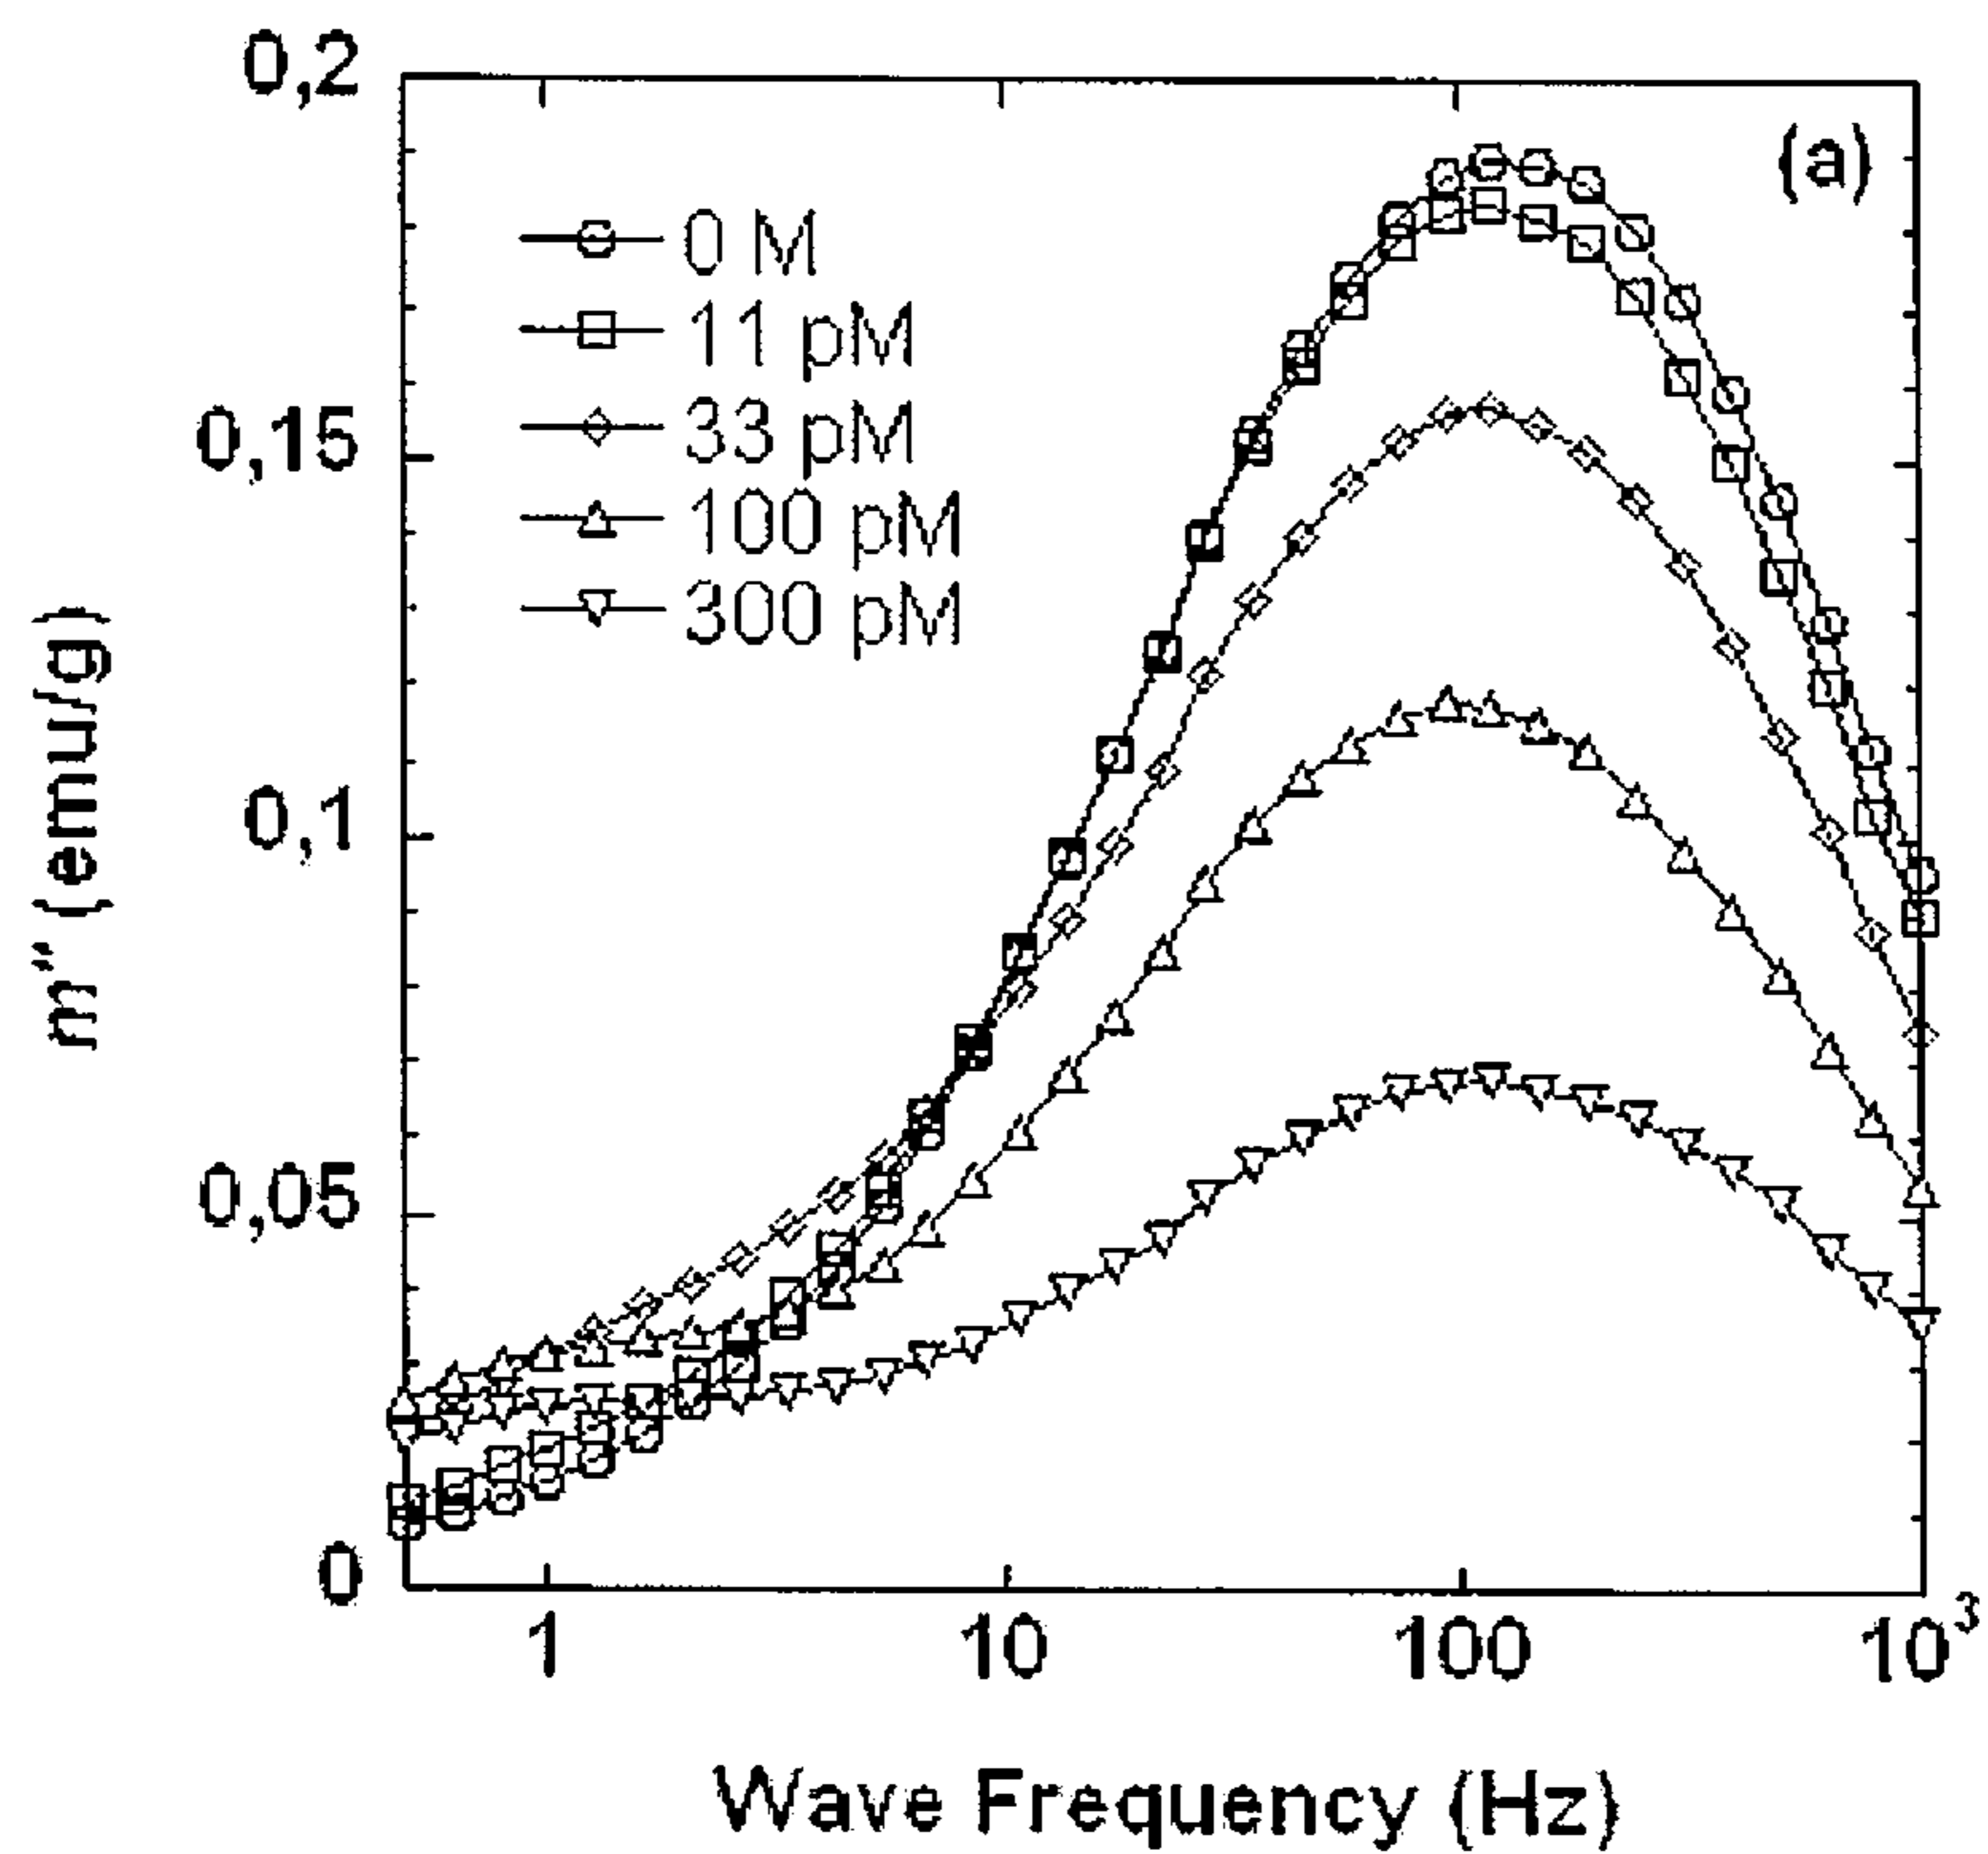 0,2
(a)
0 M
11 pM
33 pM
100 pM
300 pM
0,15
0,1
0,05
0
m″ (emu/g)
1
10
100
10³
Wave Frequency (Hz)